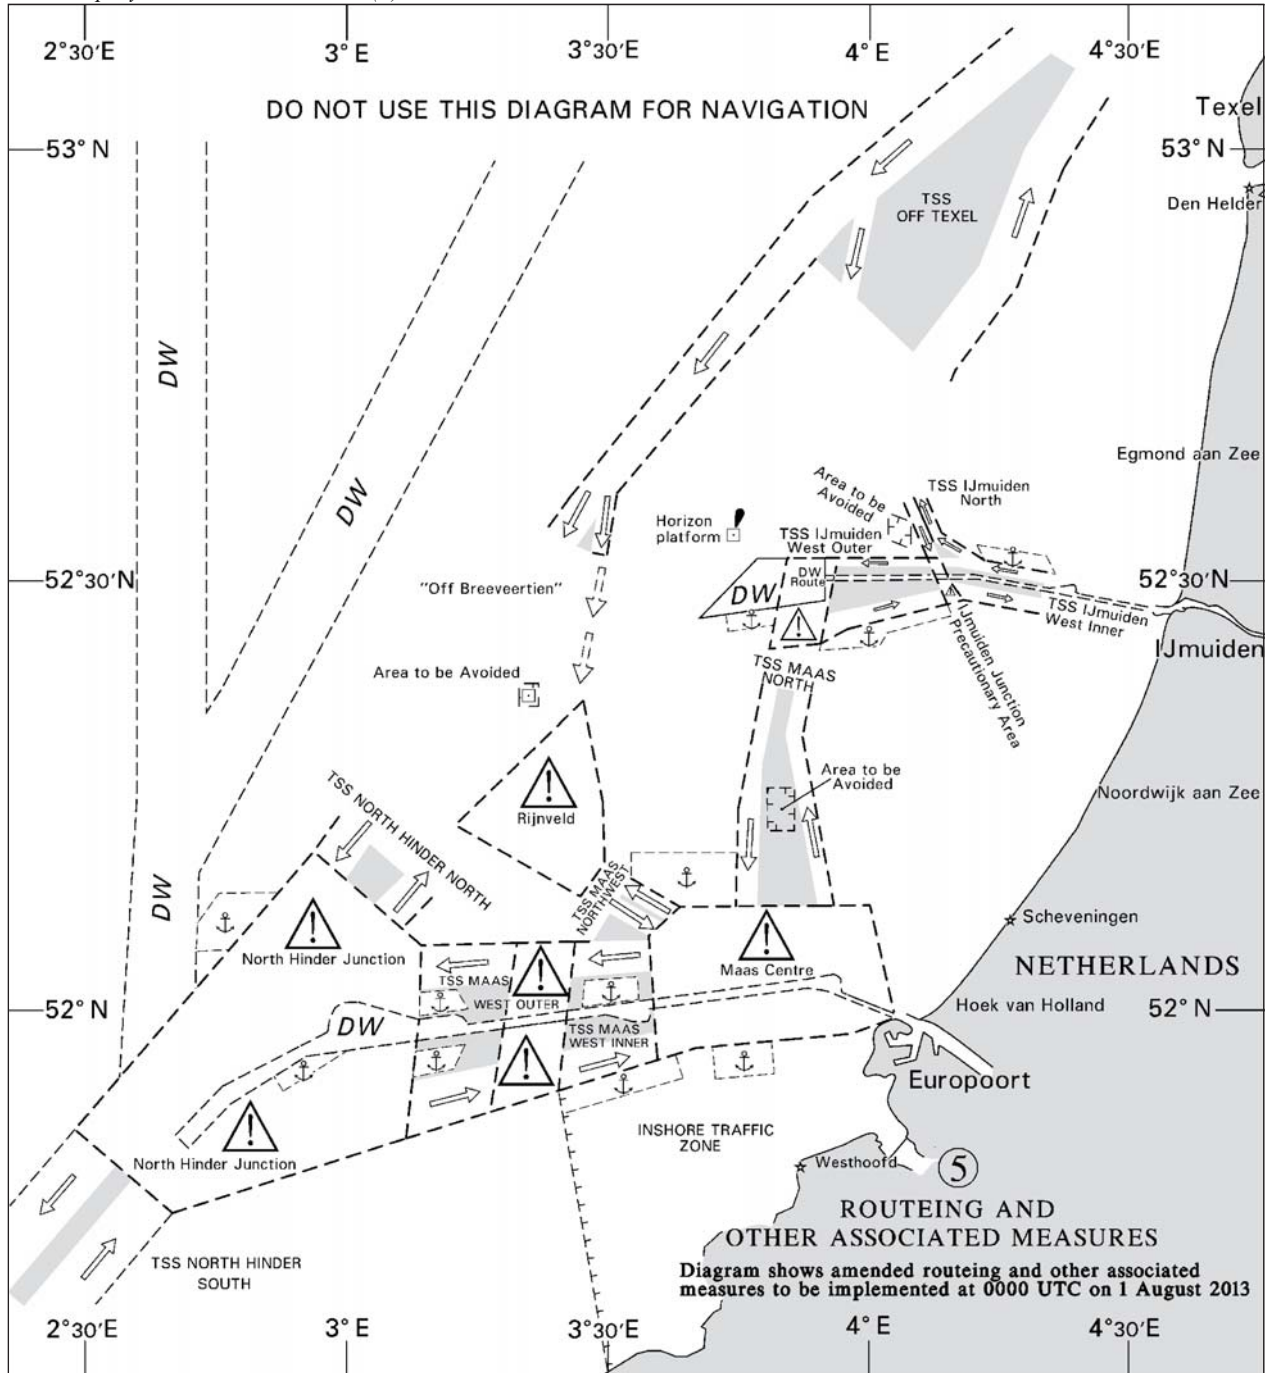 2°30'E 3°E 3°30'E 4°E 4°30'E
DO NOT USE THIS DIAGRAM FOR NAVIGATION
Texel
53°N
53°N
Den Helder
TSS
OFF TEXEL
DW
DW
Egmond aan Zee
Area to be
Avoided
TSS IJmuiden
North
Horizon
platform
TSS IJmuiden
West Outer
DW
Route
52°30'N
52°30'N
"Off Breeveertien"
DW
TSS IJmuiden
West Inner
IJmuiden
IJmuiden Junction
Precautionary Area
TSS MAAS
NORTH
Area to be Avoided
Area to be
Avoided
Noordwijk aan Zee
Rijnveld
TSS NORTH HINDER NORTH
TSS MAAS
NORTHWEST
DW
Scheveningen
North Hinder Junction
Maas Centre
NETHERLANDS
TSS MAAS
WEST OUTER
Hoek van Holland
52°N
52°N
DW
TSS MAAS
WEST INNER
Europoort
INSHORE TRAFFIC
ZONE
North Hinder Junction
Westhoofd
5
ROUTEING AND
OTHER ASSOCIATED MEASURES
TSS NORTH HINDER
SOUTH
Diagram shows amended routeing and other associated
measures to be implemented at 0000 UTC on 1 August 2013
2°30'E 3°E 3°30'E 4°E 4°30'E